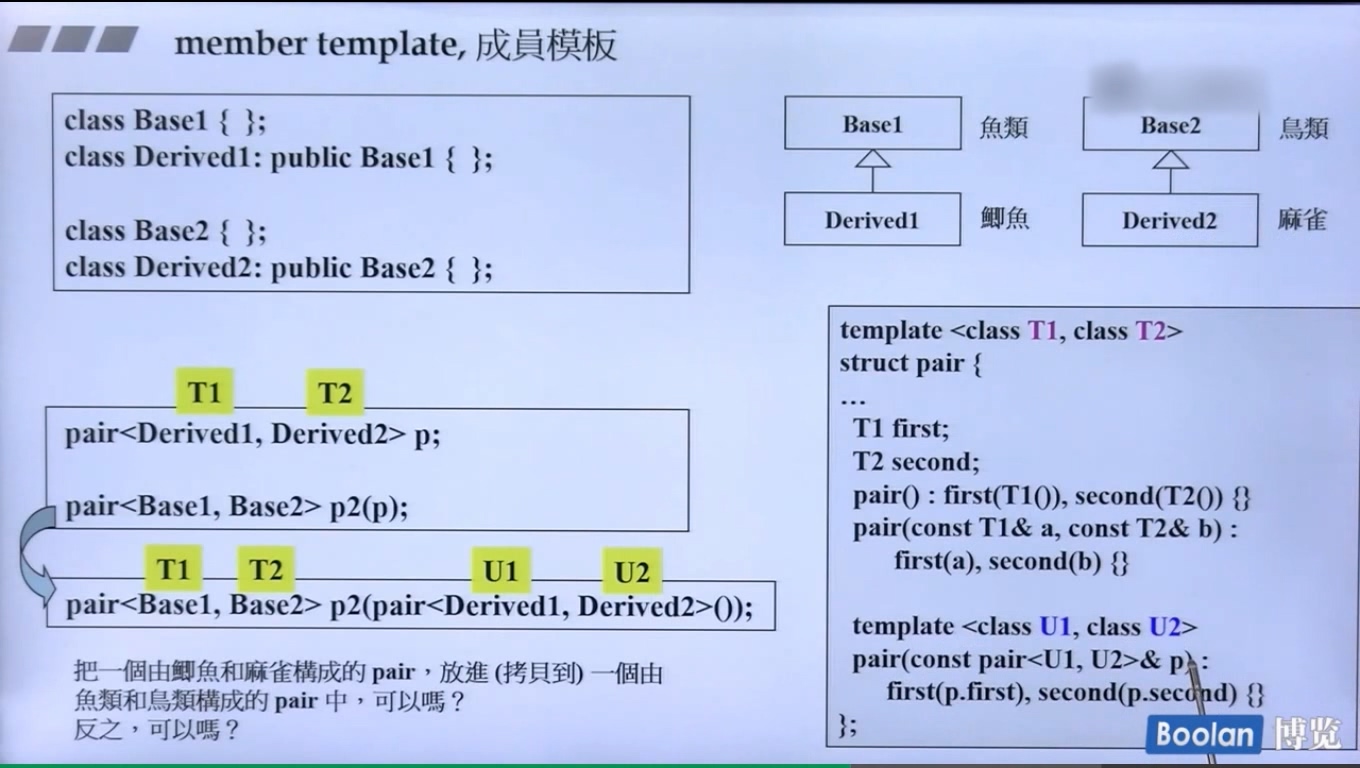 member template, 成員模板
class Base1 { };
class Derived1: public Base1 { };
class Base2 { };
class Derived2: public Base2 { };
Base1
魚類
Base2
鳥類
Derived1
鯽魚
Derived2
麻雀
T1
T2
pair<Derived1, Derived2> p;
pair<Base1, Base2> p2(p);
T1
T2
U1
U2
pair<Base1, Base2> p2(pair<Derived1, Derived2>());
把一個由鯽魚和麻雀構成的 pair，放進 (拷貝到) 一個由
魚類和鳥類構成的 pair 中，可以嗎？
反之，可以嗎？
template <class T1, class T2>
struct pair {
...
T1 first;
T2 second;
pair() : first(T1()), second(T2()) {}
pair(const T1& a, const T2& b) :
first(a), second(b) {}
template <class U1, class U2>
pair(const pair<U1, U2>& p) :
first(p.first), second(p.second) {}
};
Boolan 博览